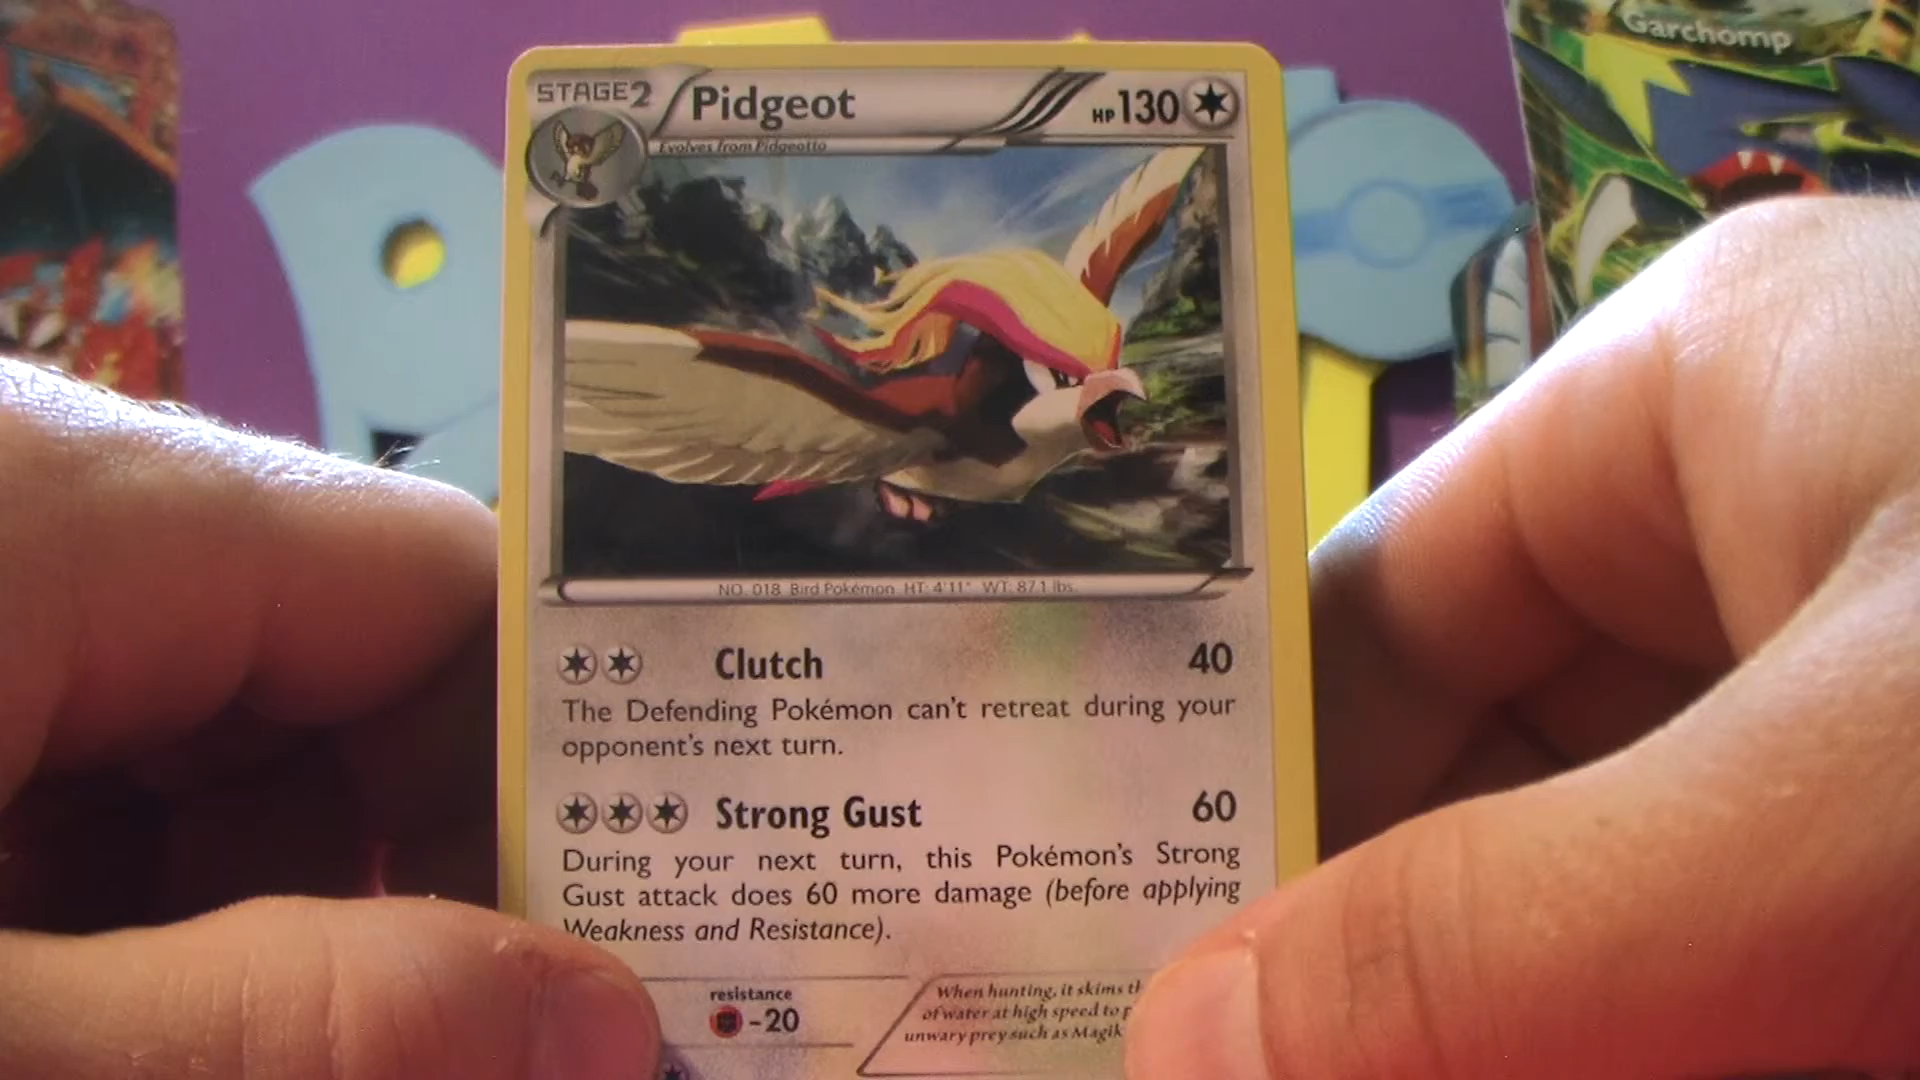 Garchomp
STAGE2 Pidgeot HP130
Evolves from Pidgeotto
NO. 018 Bird Pokémon HT: 4'11" WT: 87.1 lbs.
Clutch 40
The Defending Pokémon can't retreat during your
opponent's next turn.
Strong Gust 60
During your next turn, this Pokémon's Strong
Gust attack does 60 more damage (before applying
Weakness and Resistance).
resistance
-20
When hunting, it skims
of water at high speed to
unwary prey such as